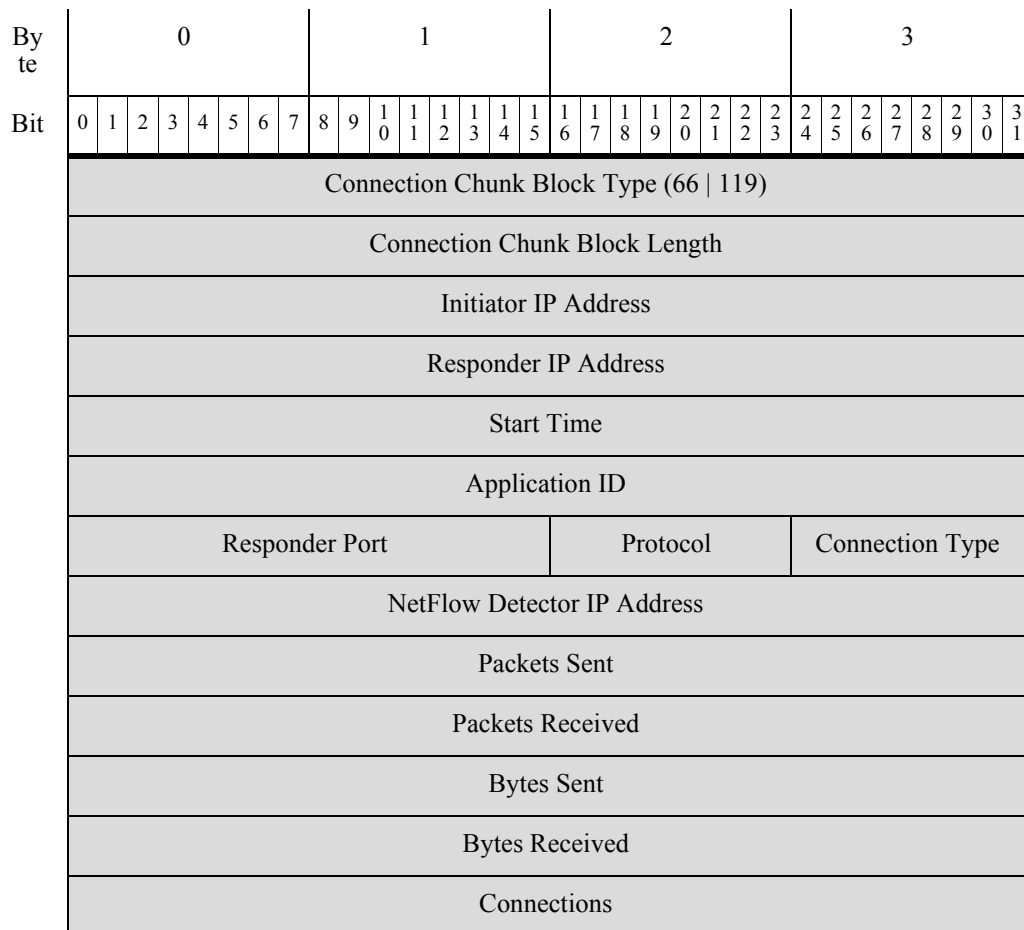 By
te 0 1 2 3
Bit 0 1 2 3 4 5 6 7 8 9 10 11 12 13 14 15 16 17 18 19 20 21 22 23 24 25 26 27 28 29 30 31
Connection Chunk Block Type (66 | 119)
Connection Chunk Block Length
Initiator IP Address
Responder IP Address
Start Time
Application ID
Responder Port Protocol Connection Type
NetFlow Detector IP Address
Packets Sent
Packets Received
Bytes Sent
Bytes Received
Connections